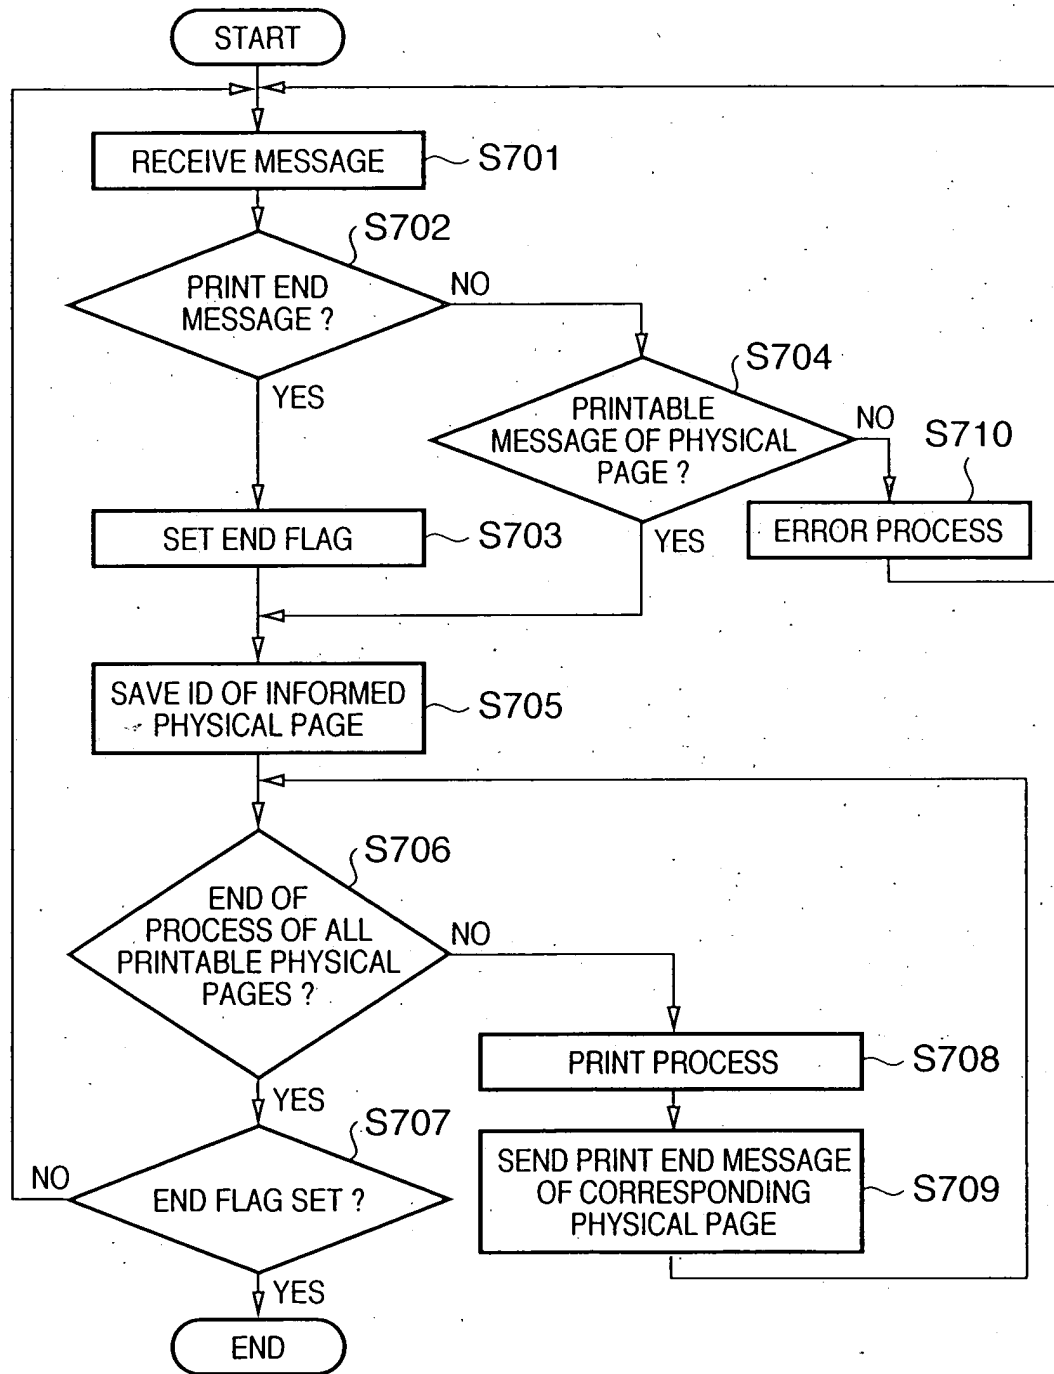 START
RECEIVE MESSAGE
S701
S702
PRINT END
MESSAGE ?
NO
YES
S704
PRINTABLE
MESSAGE OF PHYSICAL
PAGE ?
NO
YES
S710
ERROR PROCESS
SET END FLAG
S703
SAVE ID OF INFORMED
PHYSICAL PAGE
S705
S706
END OF
PROCESS OF ALL
PRINTABLE PHYSICAL
PAGES ?
NO
YES
PRINT PROCESS
S708
SEND PRINT END MESSAGE
OF CORRESPONDING
PHYSICAL PAGE
S709
S707
NO
END FLAG SET ?
YES
END